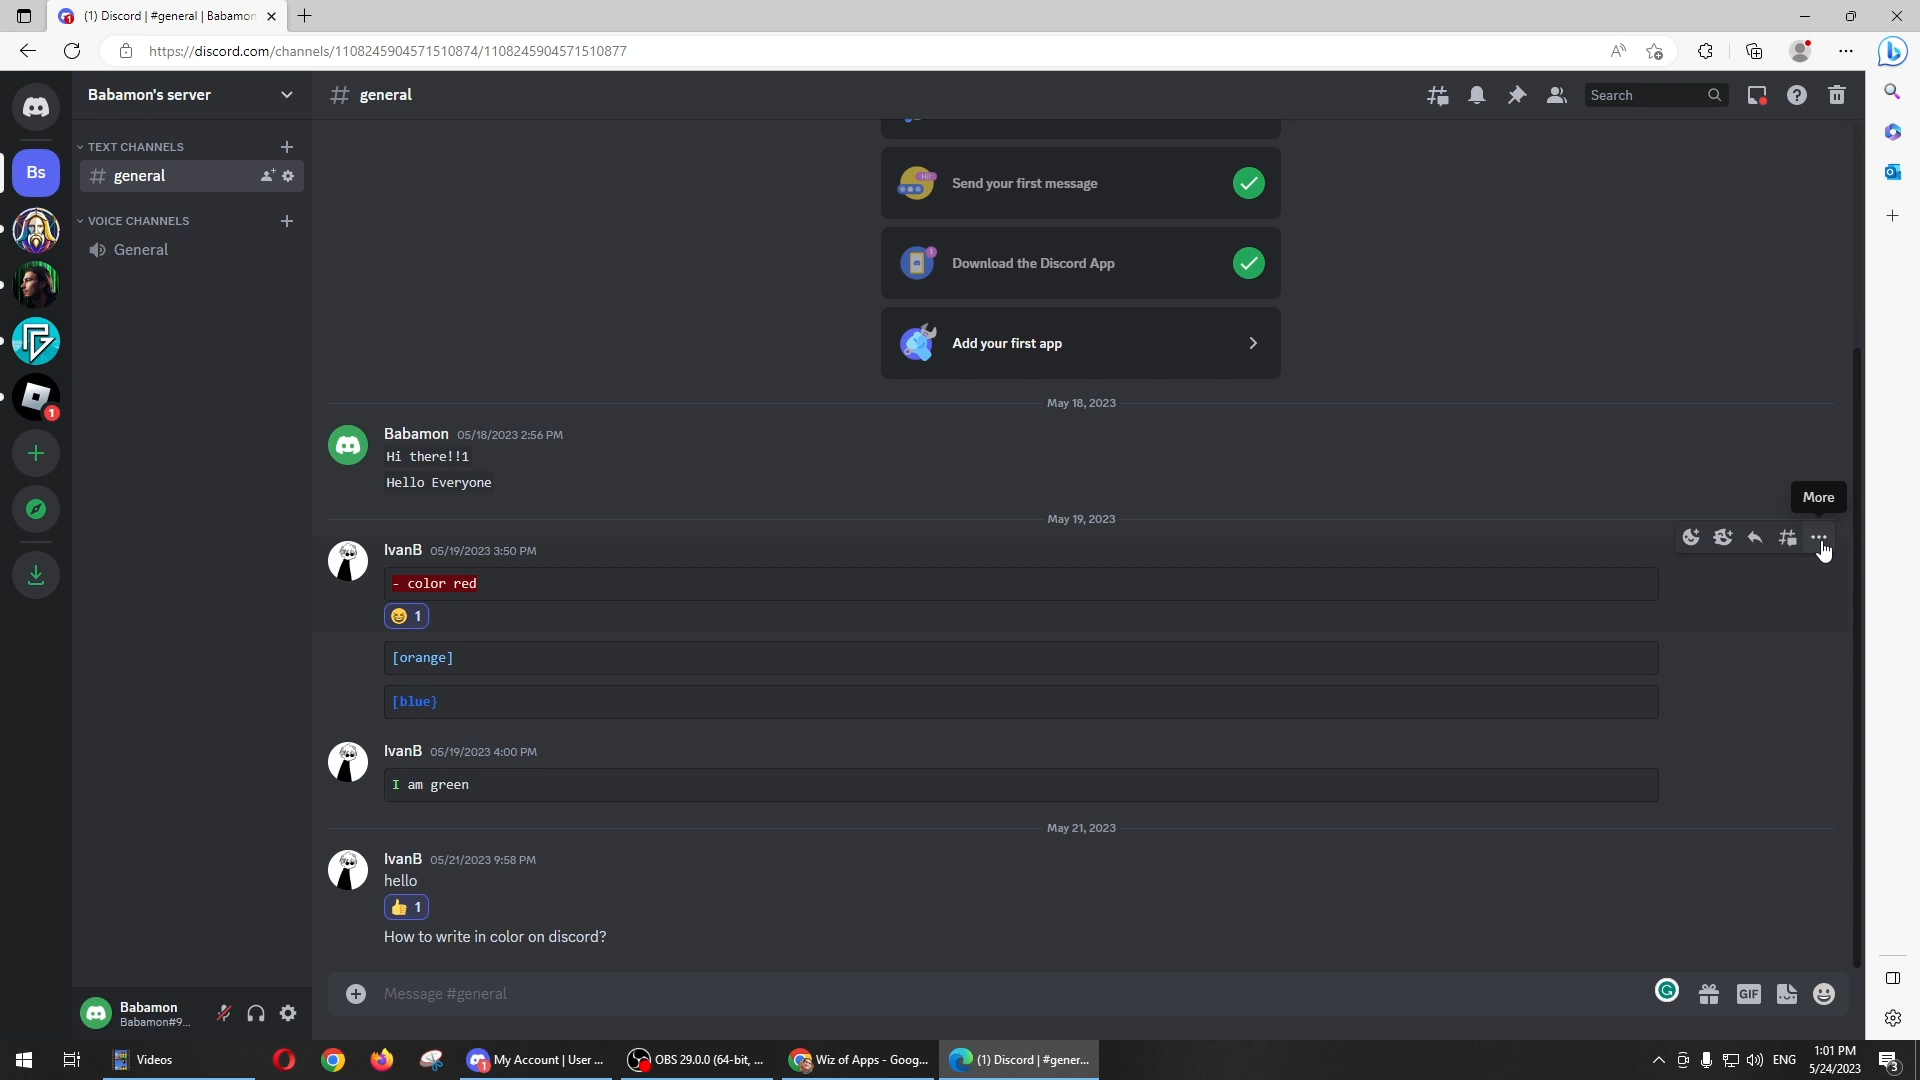 (1) Discord | #general | Babamon
https://discord.com/channels/1108245904571510874/1108245904571510877
Babamon's server
general
Search
TEXT CHANNELS
general
VOICE CHANNELS
General
Bs
1
Send your first message
Download the Discord App
Add your first app
May 18, 2023
Babamon 05/18/2023 2:56 PM
Hi there!!1
Hello Everyone
May 19, 2023
More
IvanB 05/19/2023 3:50 PM
- color red
1
[orange]
[blue}
IvanB 05/19/2023 4:00 PM
I am green
May 21, 2023
IvanB 05/21/2023 9:58 PM
hello
1
How to write in color on discord?
Message #general
GIF
Babamon
Babamon#9...
Videos
My Account | User ...
OBS 29.0.0 (64-bit, ...
Wiz of Apps - Goog...
(1) Discord | #gener...
ENG
1:01 PM
5/24/2023
3